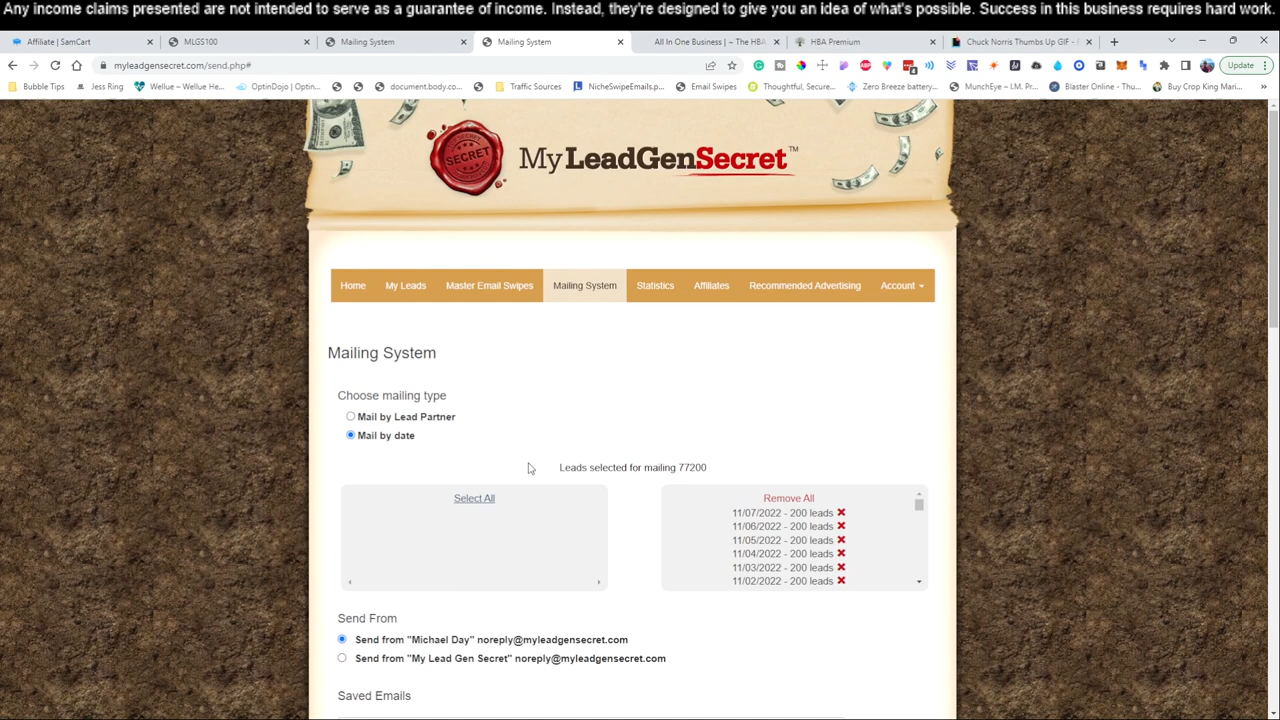 Any income claims presented are not intended to serve as a guarantee of income. Instead, they're designed to give you an idea of what's possible. Success in this business requires hard work.
Affiliate | SamCart
MLGS100
Mailing System
Mailing System
All In One Business | ~ The HBA
HBA Premium
Chuck Norris Thumbs Up GIF -
myleadgensecret.com/send.php#
Update
Bubble Tips
Jess Ring
Wellue ~ Wellue He...
OptinDojo | Optin...
document.body.co...
Traffic Sources
NicheSwipeEmails.p...
Email Swipes
Thoughtful, Secure...
Zero Breeze battery...
MunchEye – I.M. Pr...
Blaster Online - Thu...
Buy Crop King Mari...
SECRET
MyLeadGenSecret™
Home
My Leads
Master Email Swipes
Mailing System
Statistics
Affiliates
Recommended Advertising
Account
Mailing System
Choose mailing type
Mail by Lead Partner
Mail by date
Leads selected for mailing 77200
Select All
Remove All
11/07/2022 - 200 leads
11/06/2022 - 200 leads
11/05/2022 - 200 leads
11/04/2022 - 200 leads
11/03/2022 - 200 leads
11/02/2022 - 200 leads
Send From
Send from "Michael Day" noreply@myleadgensecret.com
Send from "My Lead Gen Secret" noreply@myleadgensecret.com
Saved Emails